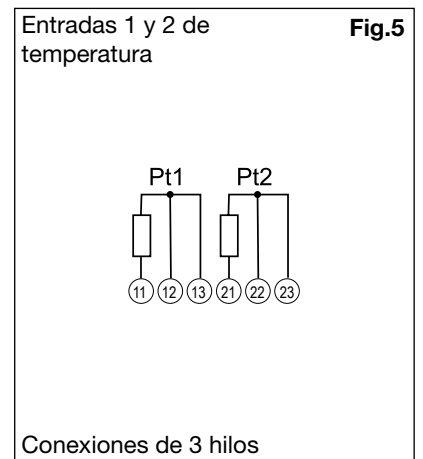 Entradas 1 y 2 de Fig.5
temperatura
Pt1 Pt2
11 12 13 21 22 23
Conexiones de 3 hilos